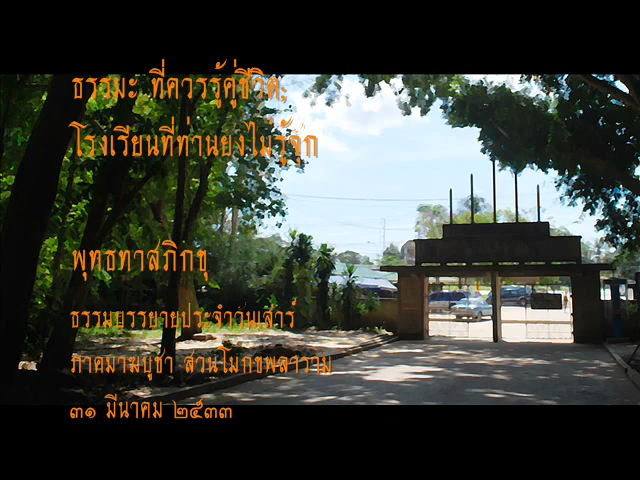 ธรรมะ ที่ควรรู้คู่ชีวิต:
โรงเรียนที่ท่านยังไม่รู้จัก
พุทธทาสภิกขุ
ธรรมบรรยายประจำวันเสาร์
ภาคมาฆบูชา สวนโมกขพลาราม
๓๑ มีนาคม ๒๕๓๓